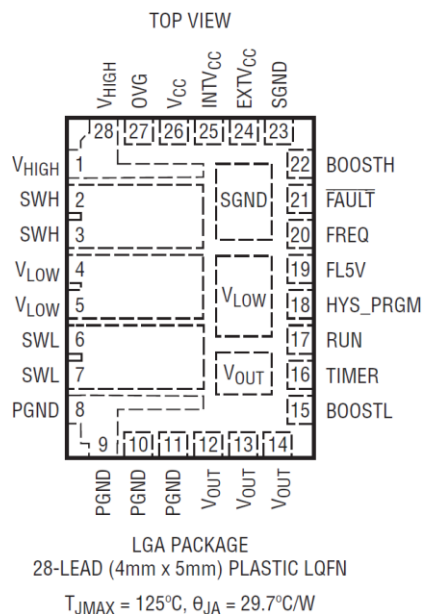 TOP VIEW
VHIGH OVG VCC INTVCC EXTVCC SGND
28 27 26 25 24 23
VHIGH 1
SWH 2
SWH 3
VLOW 4
VLOW 5
SWL 6
SWL 7
PGND 8
SGND
VLOW
VOUT
22 BOOSTH
21 FAULT
20 FREQ
19 FL5V
18 HYS_PRGM
17 RUN
16 TIMER
15 BOOSTL
9 10 11 12 13 14
PGND PGND PGND VOUT VOUT VOUT
LGA PACKAGE
28-LEAD (4mm x 5mm) PLASTIC LQFN
TJMAX = 125°C, θJA = 29.7°C/W